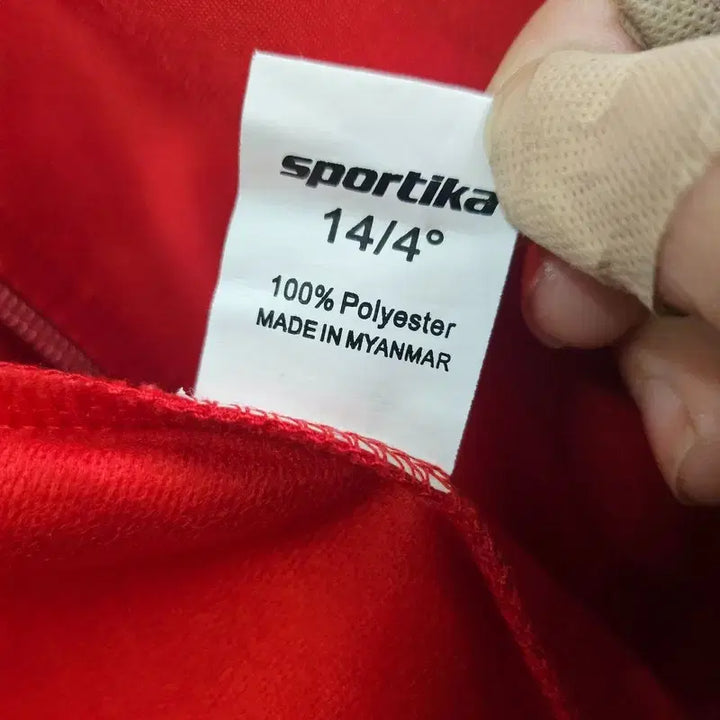 sportika
14/4°
100% Polyester
MADE IN MYANMAR